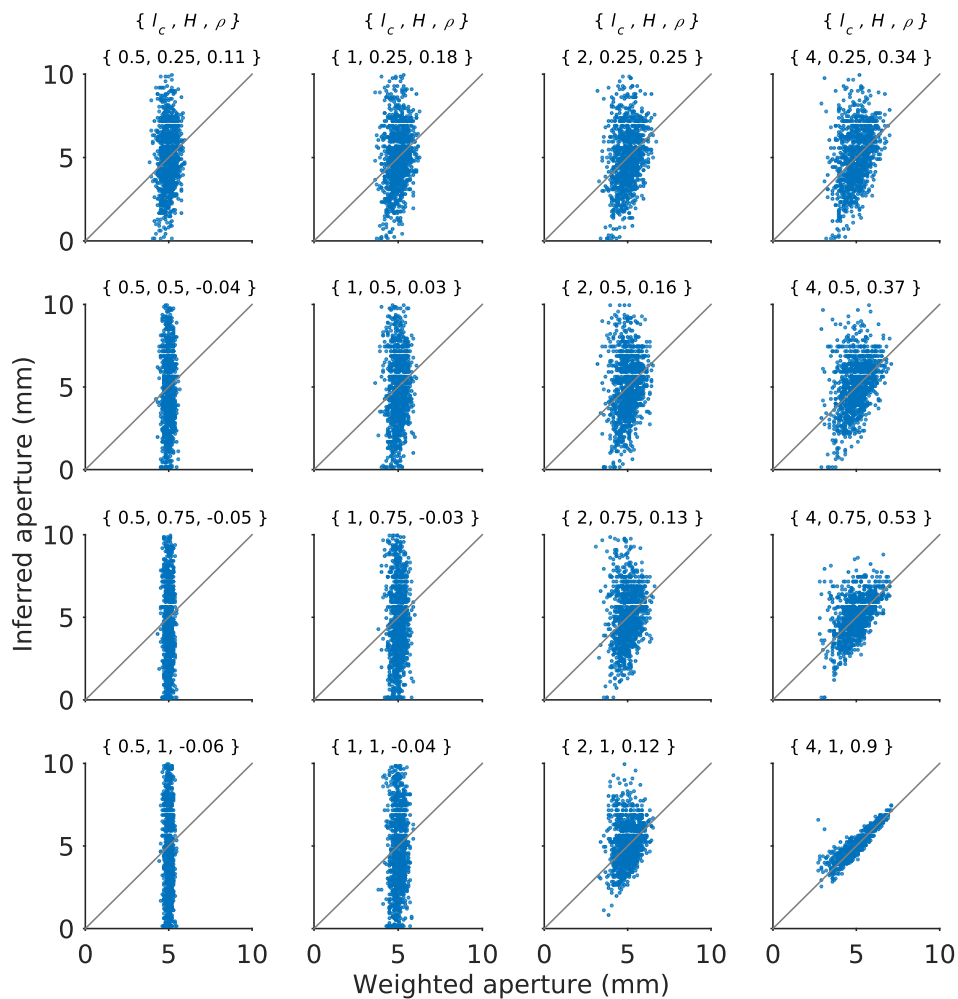 { l_c , H , ρ } { l_c , H , ρ } { l_c , H , ρ } { l_c , H , ρ }
{ 0.5, 0.25, 0.11 } { 1, 0.25, 0.18 } { 2, 0.25, 0.25 } { 4, 0.25, 0.34 }
10
5
0
{ 0.5, 0.5, -0.04 } { 1, 0.5, 0.03 } { 2, 0.5, 0.16 } { 4, 0.5, 0.37 }
10
5
0
Inferred aperture (mm)
{ 0.5, 0.75, -0.05 } { 1, 0.75, -0.03 } { 2, 0.75, 0.13 } { 4, 0.75, 0.53 }
10
5
0
{ 0.5, 1, -0.06 } { 1, 1, -0.04 } { 2, 1, 0.12 } { 4, 1, 0.9 }
10
5
0
0 5 10 0 5 10 0 5 10 0 5 10
Weighted aperture (mm)